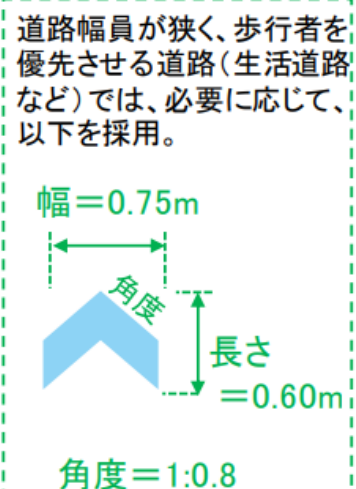 道路幅員が狭く、歩行者を
優先させる道路(生活道路
など)では、必要に応じて、
以下を採用。
幅=0.75m
角度
長さ
=0.60m
角度=1:0.8